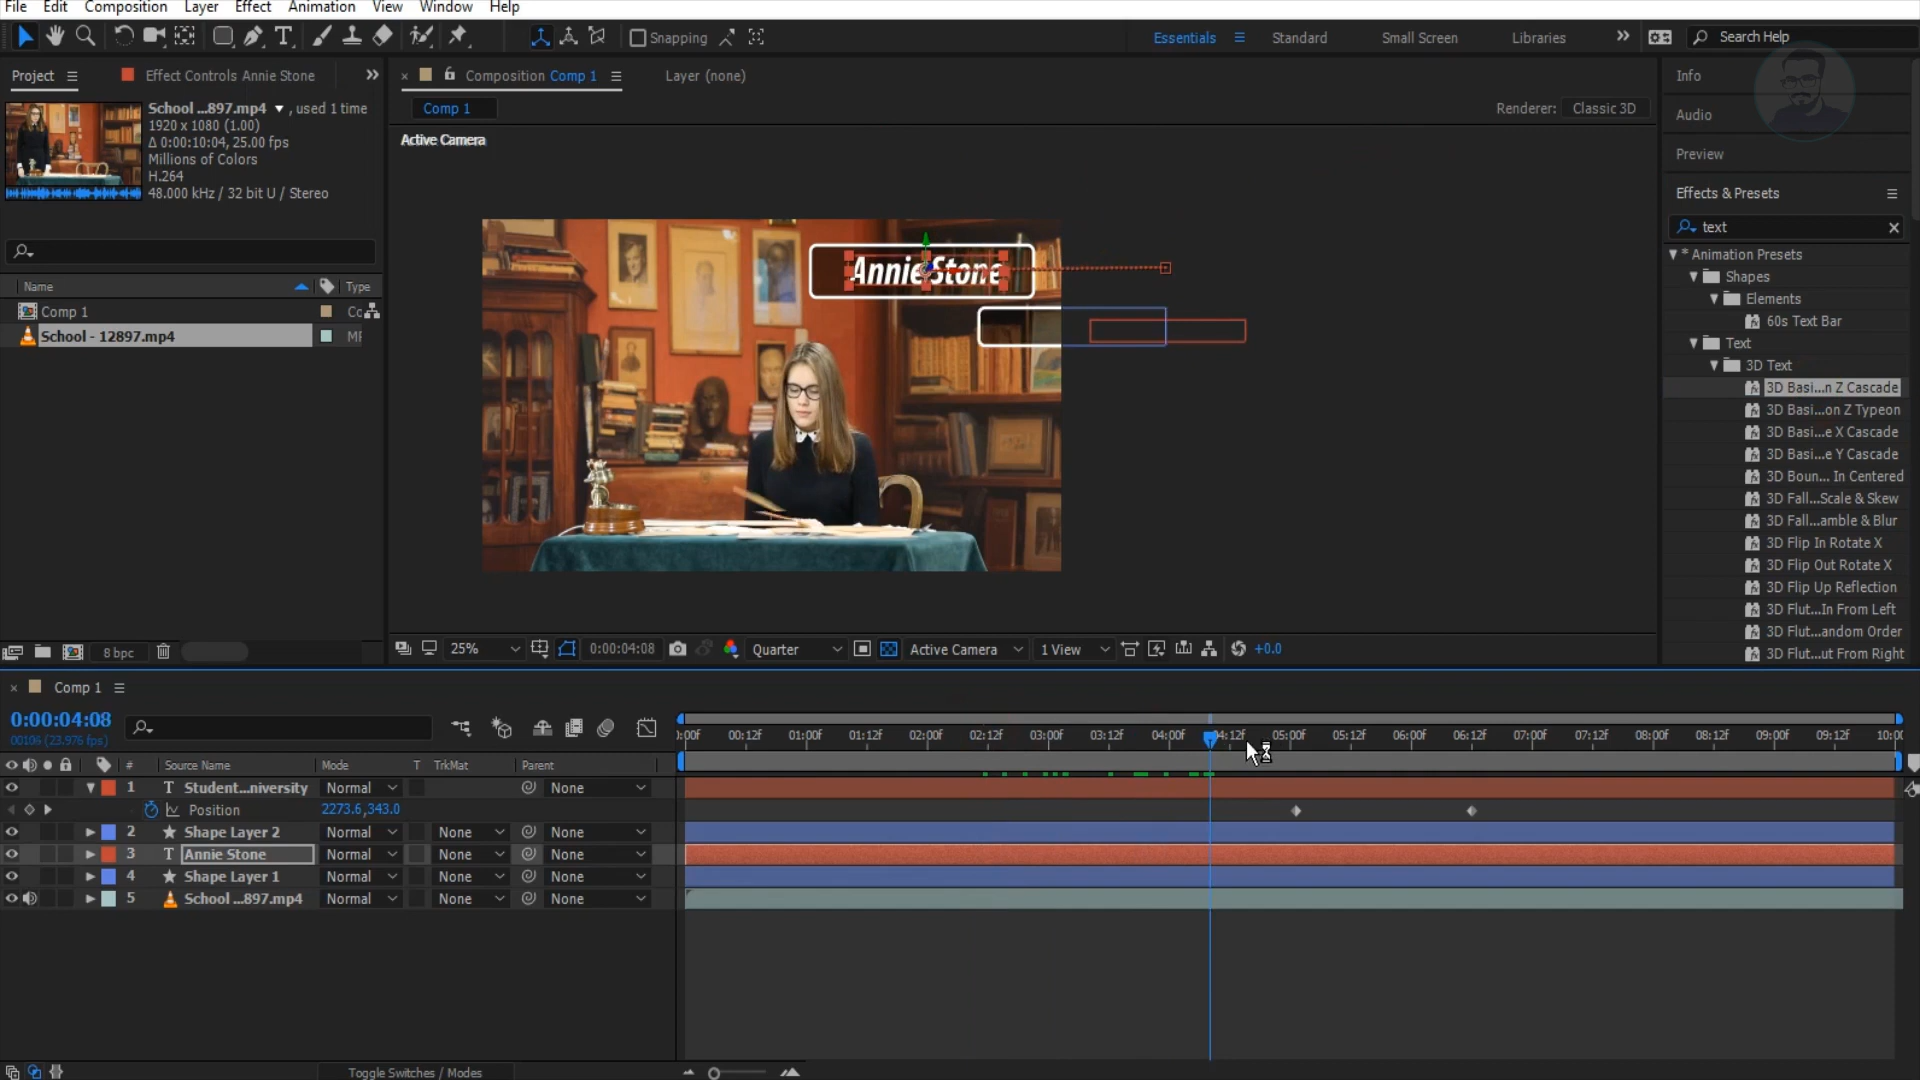 File Edit Composition Layer Effect Animation View Window Help
Snapping
Essentials Standard Small Screen Libraries Search Help
Project Effect Controls Annie Stone
Composition Comp 1 Layer (none)
Comp 1
Renderer: Classic 3D
School ...897.mp4 , used 1 time
1920 x 1080 (1.00)
Δ 0:00:10:04, 25.00 fps
Millions of Colors
H.264
48.000 kHz / 32 bit U / Stereo
Active Camera
Annie Stone
Name Type
Comp 1
School - 12897.mp4
8 bpc
25% 0:00:04:08 Quarter Active Camera 1 View +0.0
Info
Audio
Preview
Effects & Presets
text
* Animation Presets
Shapes
Elements
60s Text Bar
Text
3D Text
3D Basi...n Z Cascade
3D Basi...on Z Typeon
3D Basi...e X Cascade
3D Basi...e Y Cascade
3D Boun... In Centered
3D Fall...Scale & Skew
3D Fall...amble & Blur
3D Flip In Rotate X
3D Flip Out Rotate X
3D Flip Up Reflection
3D Flut...In From Left
3D Flut...andom Order
3D Flut...ut From Right
Comp 1
0:00:04:08
00106 (23.976 fps)
00f 00:12f 01:00f 01:12f 02:00f 02:12f 03:00f 03:12f 04:00f 04:12f 05:00f 05:12f 06:00f 06:12f 07:00f 07:12f 08:00f 08:12f 09:00f 09:12f
# Source Name Mode T TrkMat Parent
1 T Student...niversity Normal None
Position 2273.6,343.0
2 Shape Layer 2 Normal None None
3 T Annie Stone Normal None None
4 Shape Layer 1 Normal None None
5 School ...897.mp4 Normal None None
Toggle Switches / Modes